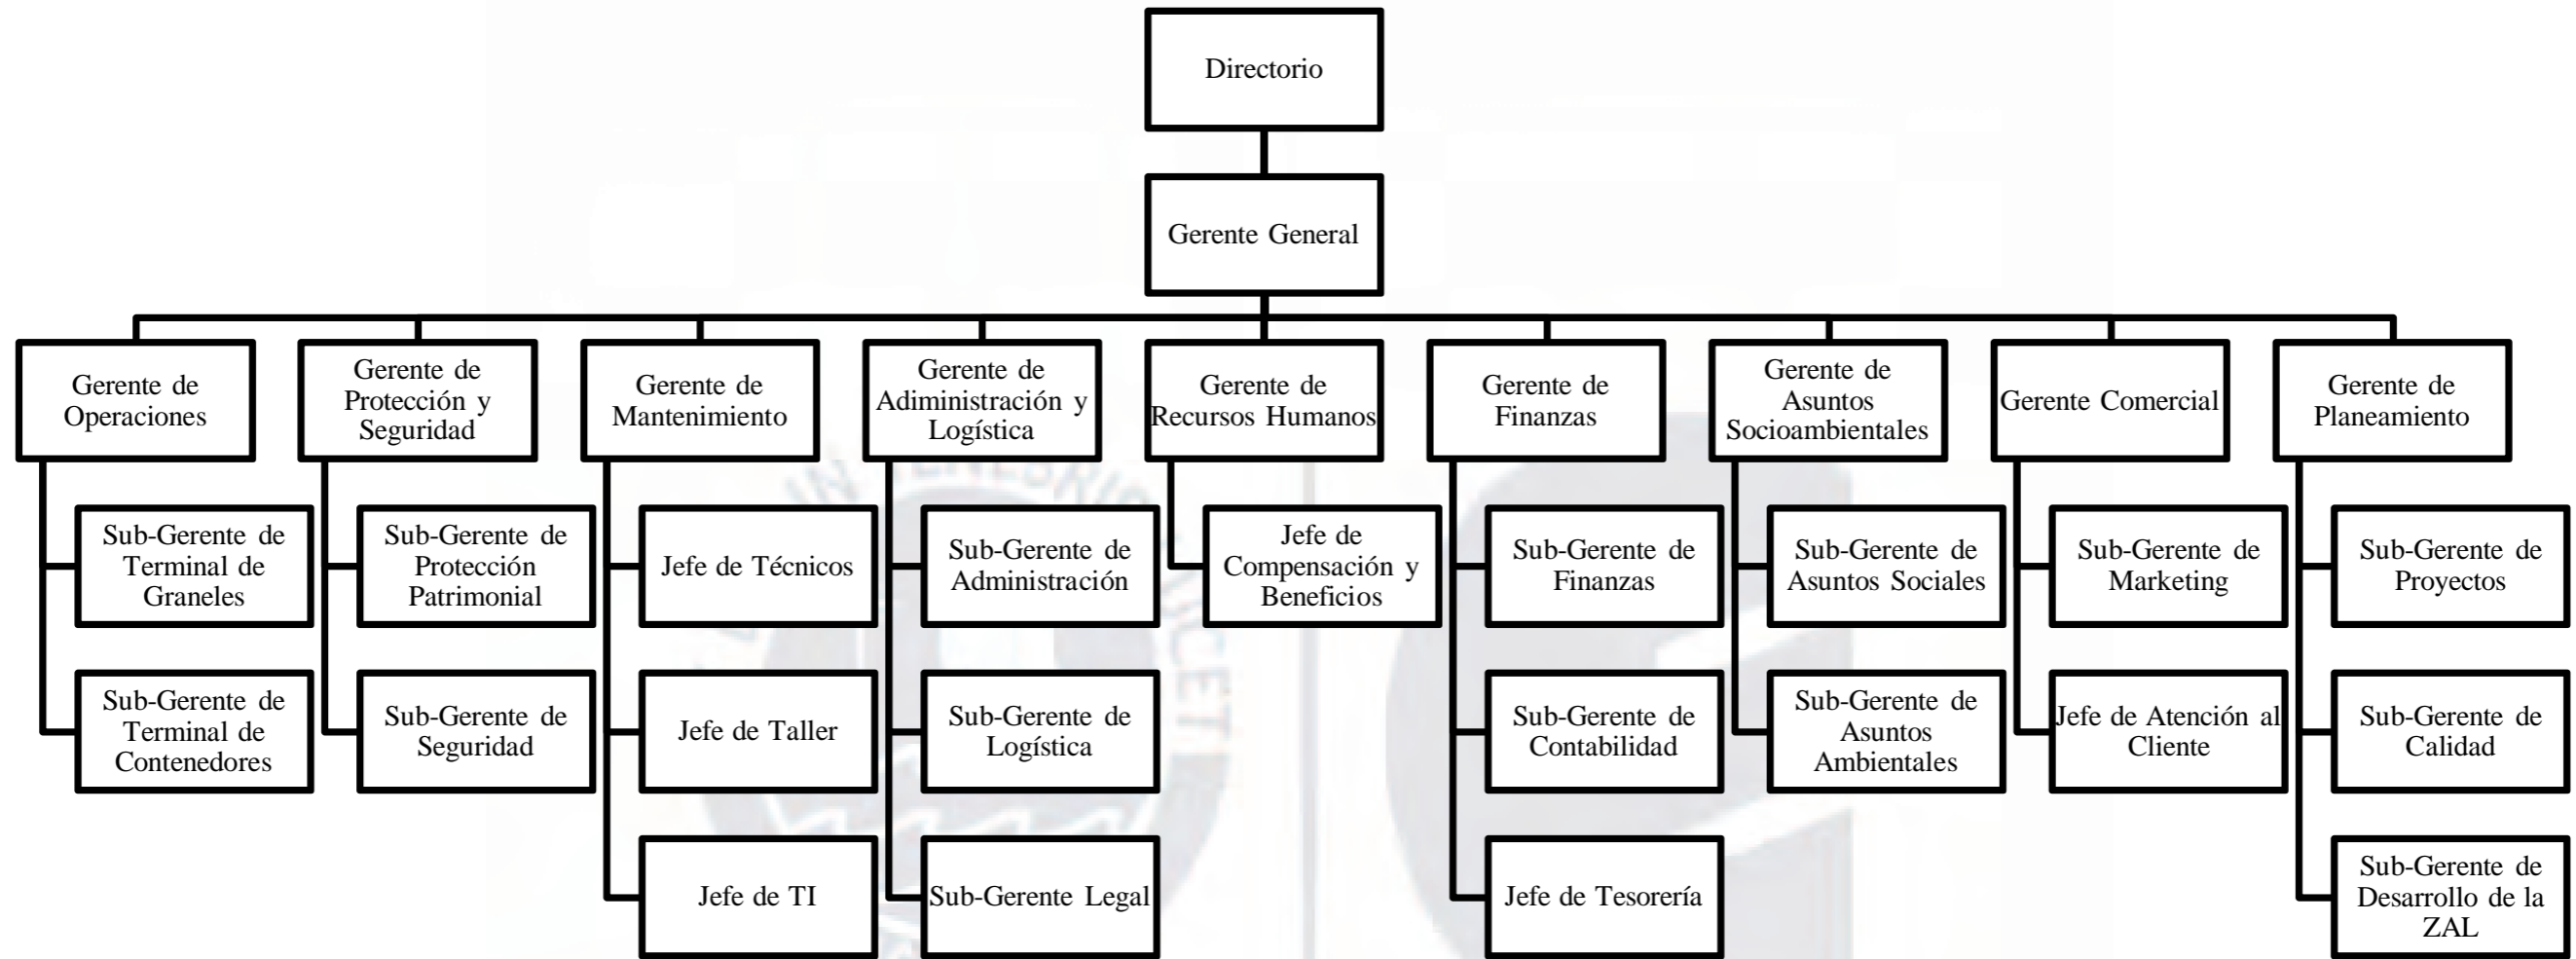 Directorio
Gerente General
Gerente de
Operaciones
Gerente de
Protección y
Seguridad
Gerente de
Mantenimiento
Gerente de
Adiministración y
Logística
Gerente de
Recursos Humanos
Gerente de
Finanzas
Gerente de
Asuntos
Socioambientales
Gerente Comercial
Gerente de
Planeamiento
Sub-Gerente de
Terminal de
Graneles
Sub-Gerente de
Protección
Patrimonial
Jefe de Técnicos
Sub-Gerente de
Administración
Jefe de
Compensación y
Beneficios
Sub-Gerente de
Finanzas
Sub-Gerente de
Asuntos Sociales
Sub-Gerente de
Marketing
Sub-Gerente de
Proyectos
Sub-Gerente de
Terminal de
Contenedores
Sub-Gerente de
Seguridad
Jefe de Taller
Sub-Gerente de
Logística
Sub-Gerente de
Contabilidad
Sub-Gerente de
Asuntos
Ambientales
Jefe de Atención al
Cliente
Sub-Gerente de
Calidad
Jefe de TI
Sub-Gerente Legal
Jefe de Tesorería
Sub-Gerente de
Desarrollo de la
ZAL